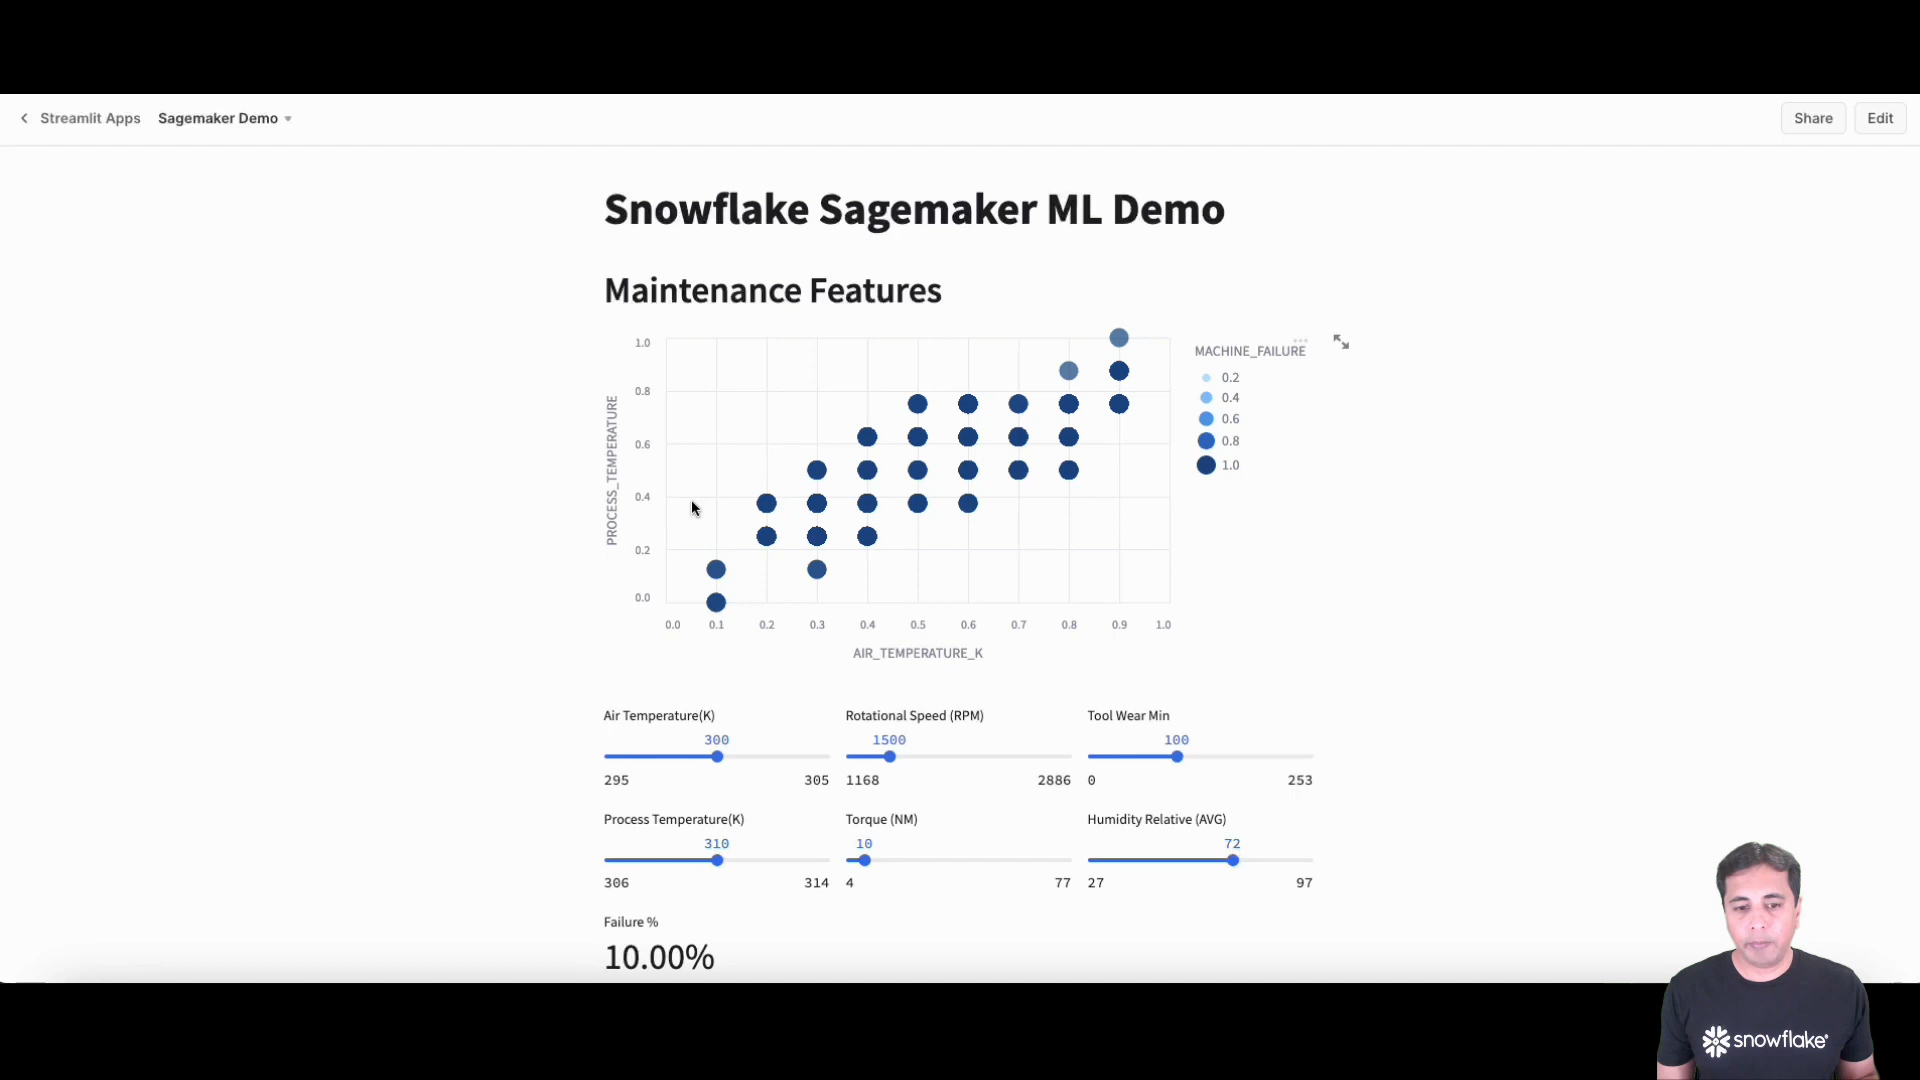 Streamlit Apps Sagemaker Demo Share Edit
Snowflake Sagemaker ML Demo
Maintenance Features
MACHINE_FAILURE
0.2
0.4
0.6
0.8
1.0
PROCESS_TEMPERATURE
1.0
0.8
0.6
0.4
0.2
0.0
0.0 0.1 0.2 0.3 0.4 0.5 0.6 0.7 0.8 0.9 1.0
AIR_TEMPERATURE_K
Air Temperature(K) Rotational Speed (RPM) Tool Wear Min
300 1500 100
295 305 1168 2886 0 253
Process Temperature(K) Torque (NM) Humidity Relative (AVG)
310 10 72
306 314 4 77 27 97
Failure %
10.00%
snowflake®